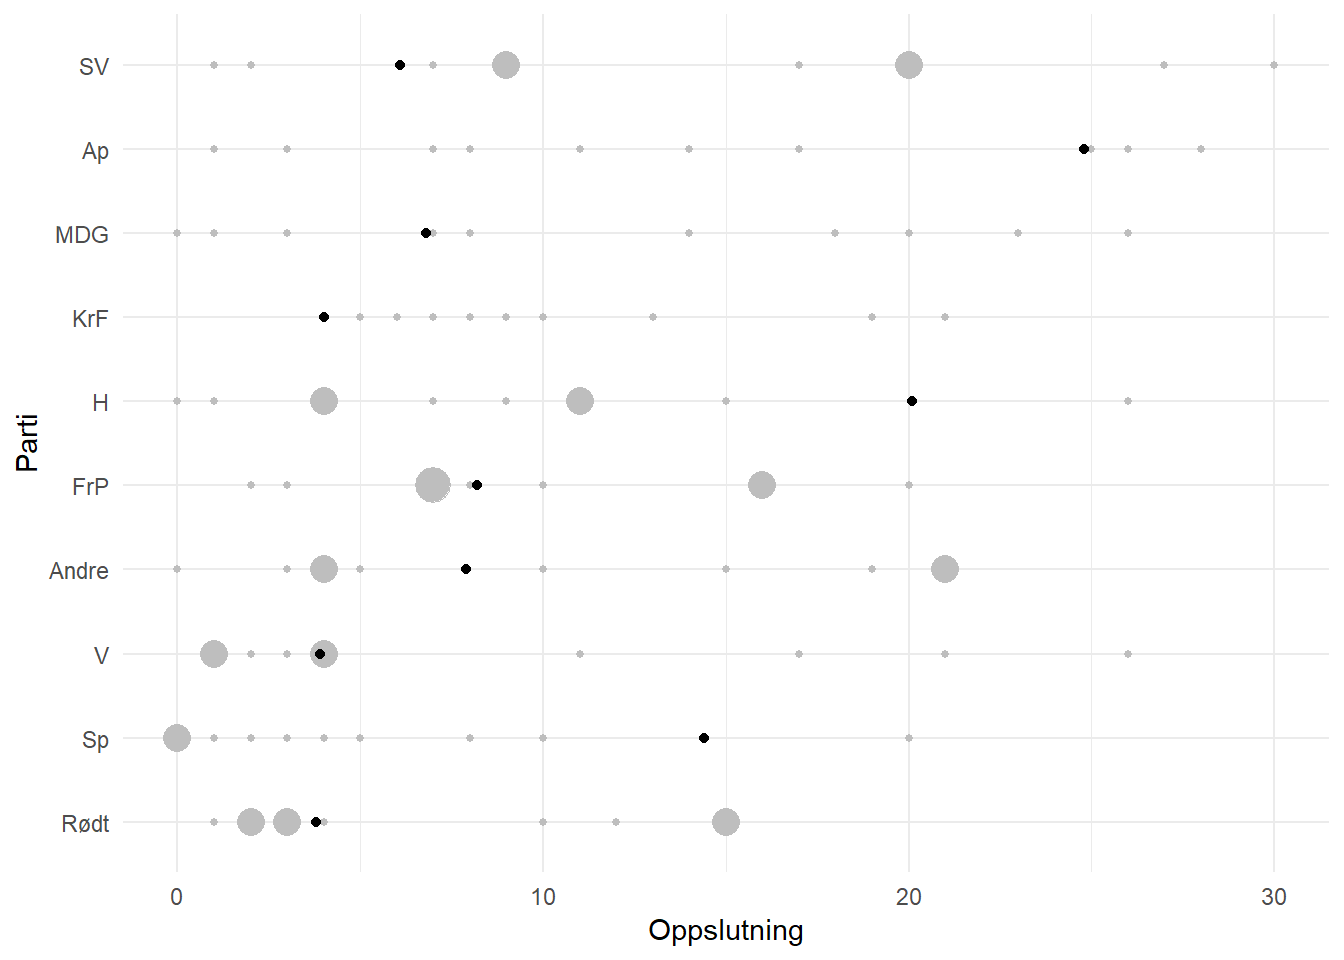 SV
Ap
MDG
KrF
H
FrP
Andre
V
Sp
Rødt
Parti
0 10 20 30
Oppslutning